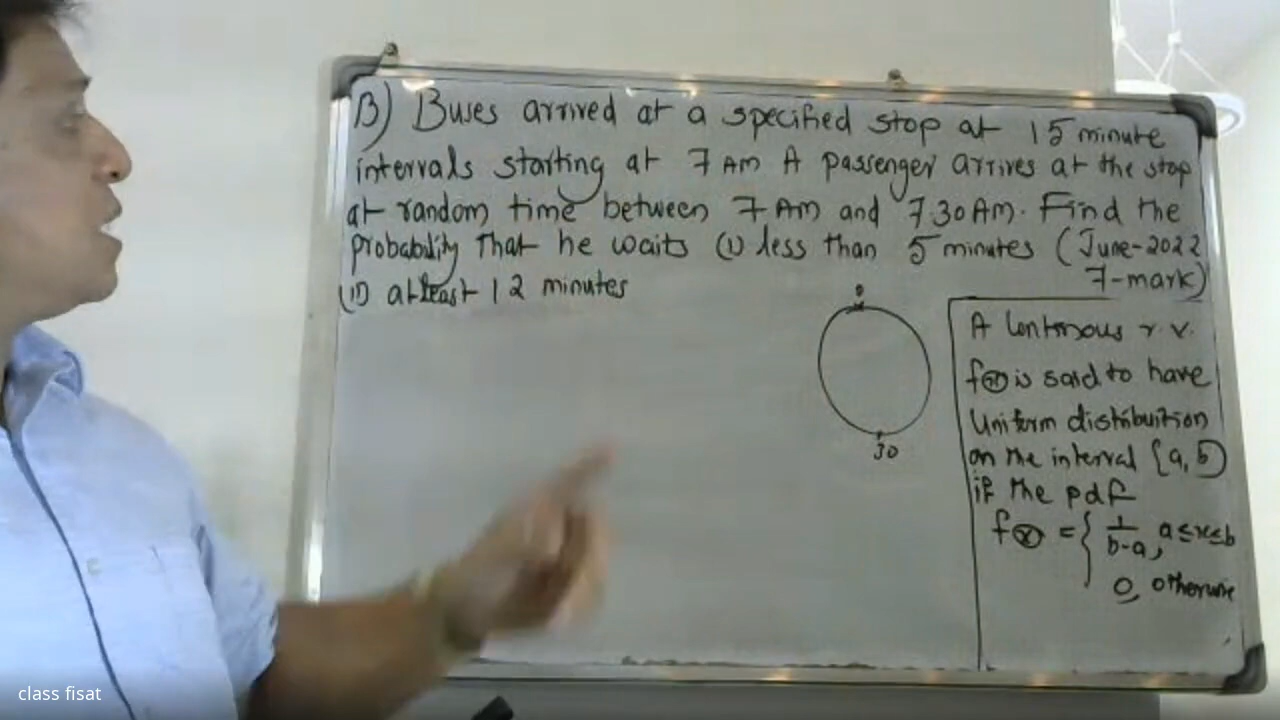 B) Buses arrived at a specified stop at 15 minute
intervals starting at 7 AM A passenger arrives at the stop
at random time between 7 AM and 7.30 AM. Find the
probability that he waits (i) less than 5 minutes (June-2022
7-mark)
(ii) atleast 12 minutes
0
30
A Continous r.v.
f(x) is said to have
Uniform distribuition
on the interval [a, b]
if the pdf
f(x) = { 1/b-a, a≤x≤b
0, otherwise
class fisat